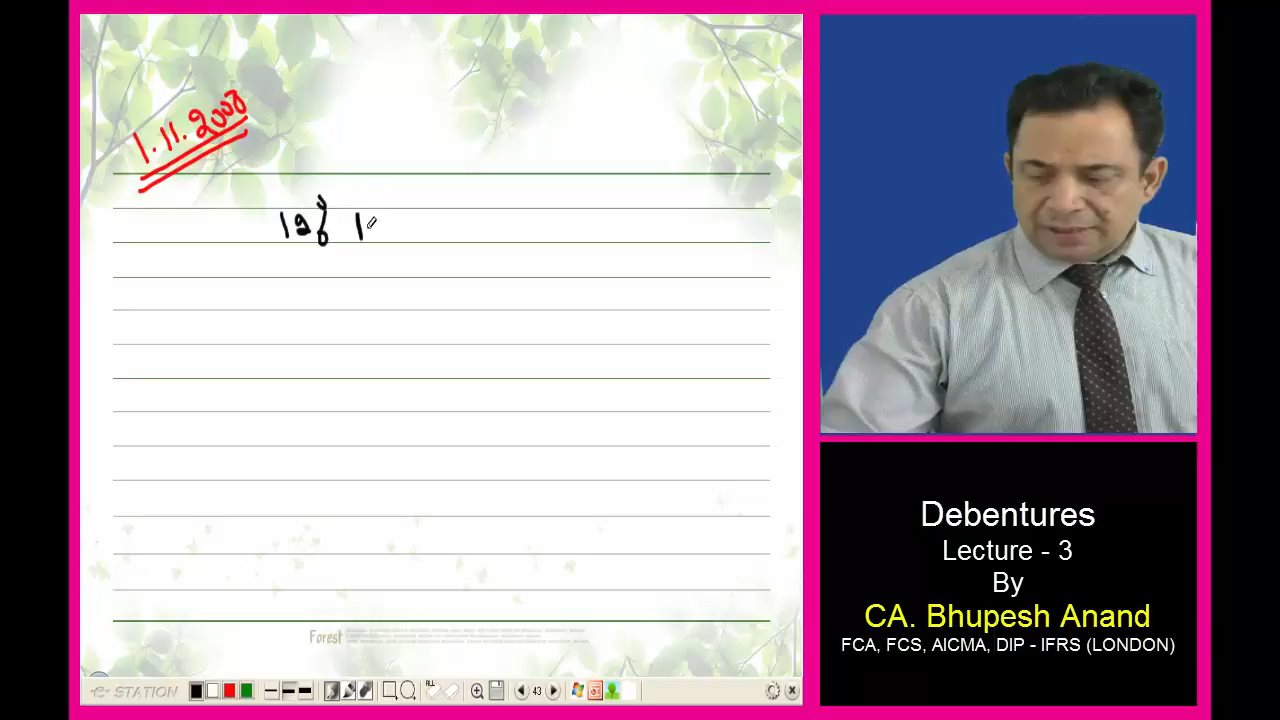 1.11.2008
12% 1
Forest
e-STATION
ALL
43
Debentures
Lecture - 3
By
CA. Bhupesh Anand
FCA, FCS, AICMA, DIP - IFRS (LONDON)